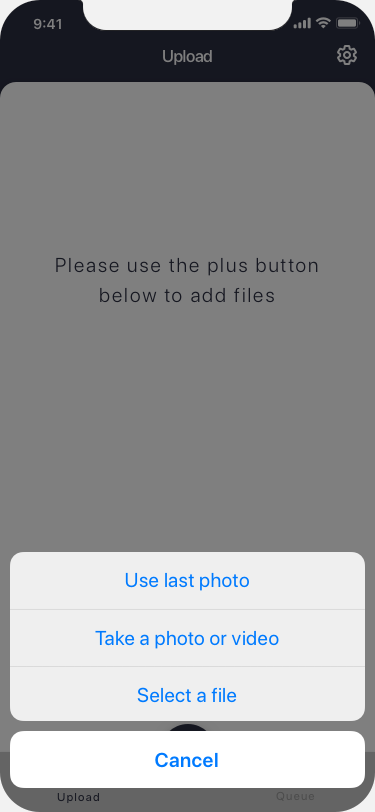 9:41
Upload
Please use the plus button
below to add files
Use last photo
Take a photo or video
Select a file
Cancel
Upload
Queue